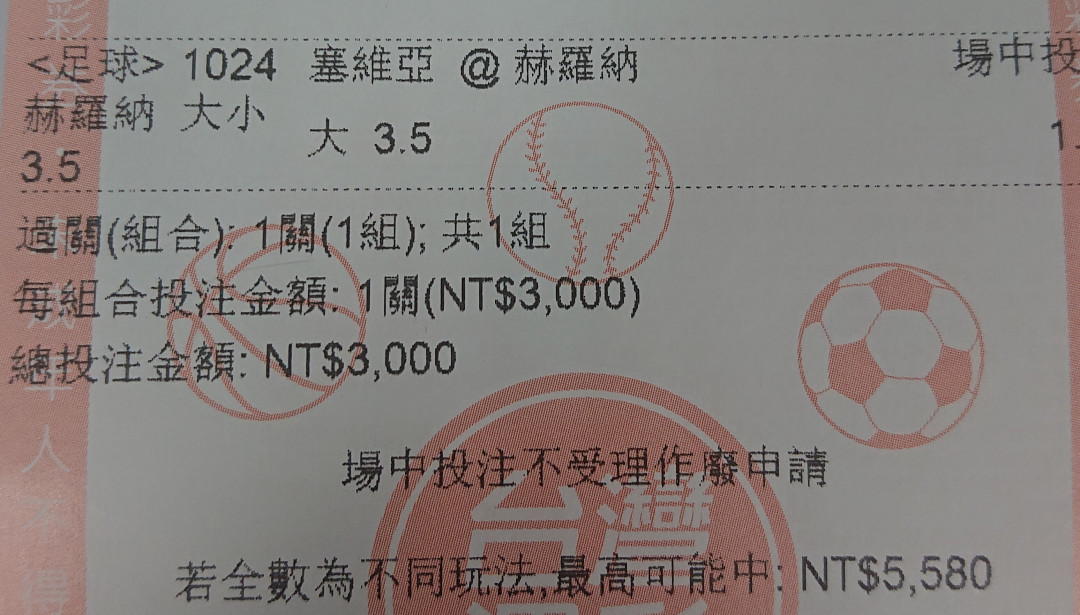 <足球> 1024 塞維亞 @ 赫羅納 場中投
赫羅納 大小
大 3.5
3.5
過關(組合): 1關(1組); 共1組
每組合投注金額: 1關(NT$3,000)
總投注金額: NT$3,000
場中投注不受理作廢申請
台灣
若全數為不同玩法,最高可能中: NT$5,580